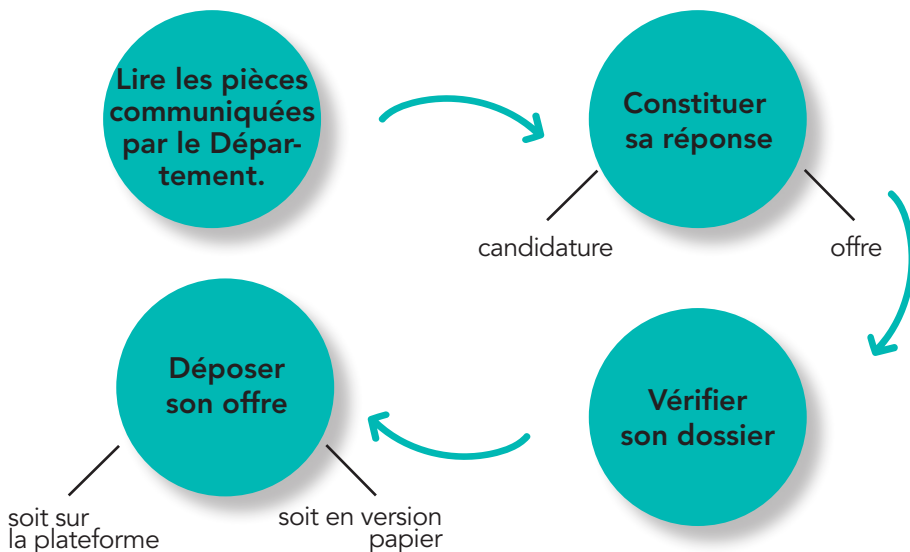 Lire les pièces
communiquées
par le Dépar-
tement.
Constituer
sa réponse
candidature
offre
Vérifier
son dossier
Déposer
son offre
soit sur
la plateforme
soit en version
papier